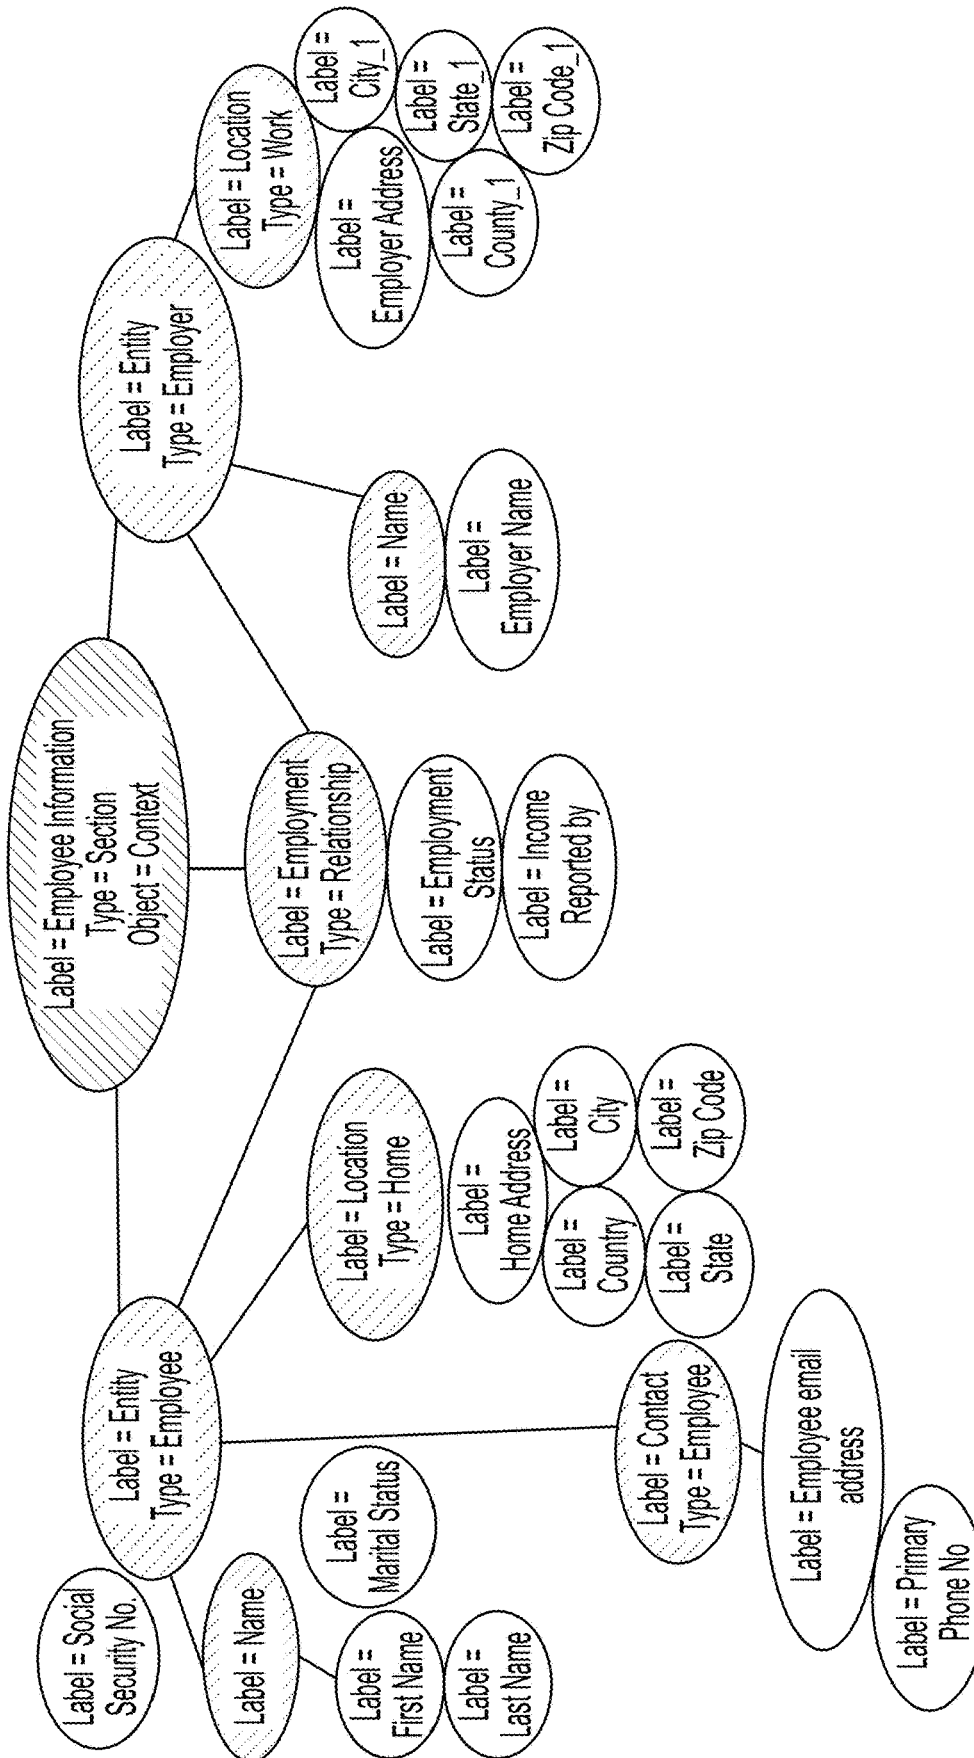 Label = Employee Information
Type = Section
Object = Context
Label = Social
Security No.
Label = Entity
Type = Employee
Label = Entity
Type = Employer
Label = Name
Label =
First Name
Label =
Last Name
Label =
Marital Status
Label = Contact
Type = Employee
Label = Employee email
address
Label = Primary
Phone No
Label = Location
Type = Home
Label =
Home Address
Label =
Country
Label =
City
Label =
State
Label =
Zip Code
Label = Employment
Type = Relationship
Label = Employment
Status
Label = Income
Reported by
Label = Name
Label =
Employer Name
Label = Location
Type = Work
Label =
Employer Address
Label =
City_1
Label =
County_1
Label =
State_1
Label =
Zip Code_1